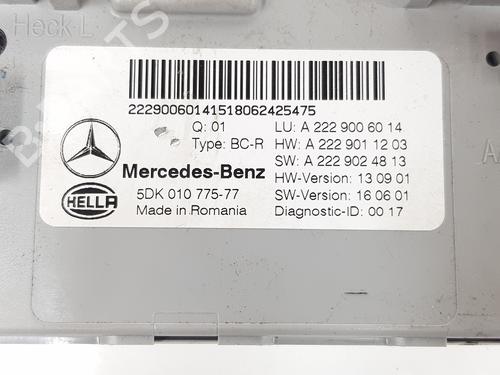 Heck-L
22290060141518062425475
Q: 01
Type: BC-R
Mercedes-Benz
HELLA
5DK 010 775-77
Made in Romania
LU: A 222 900 60 14
HW: A 222 901 12 03
SW: A 222 902 48 13
HW-Version: 13 09 01
SW-Version: 16 06 01
Diagnostic-ID: 00 17
A